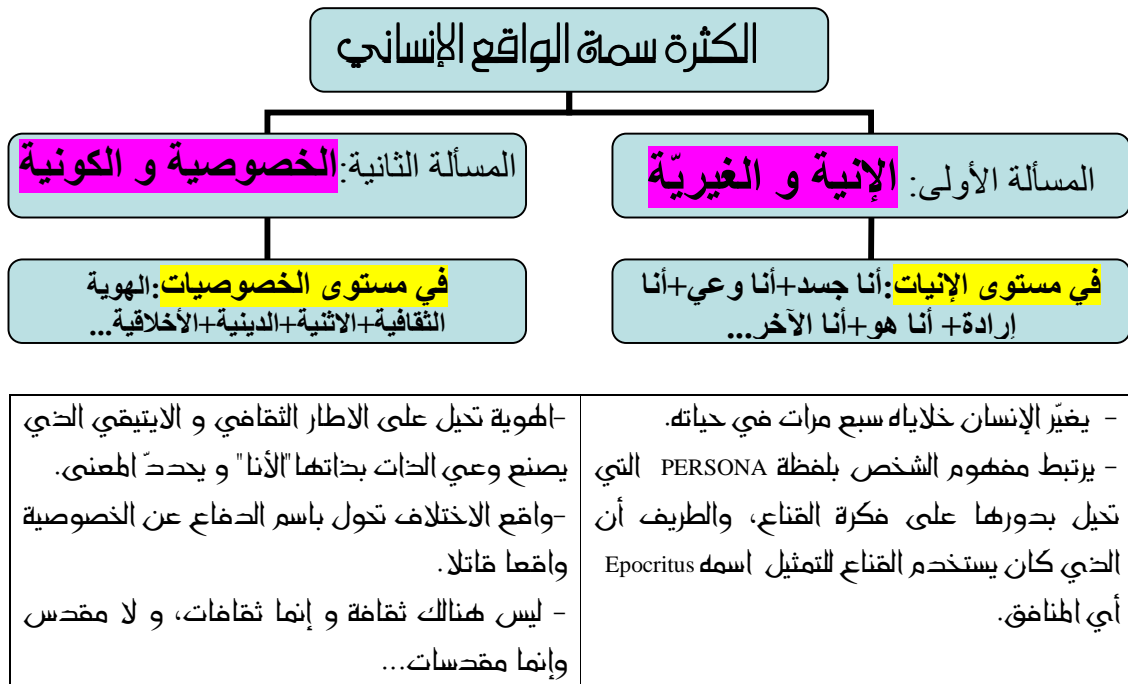 الكثرة سمة الواقع الإنساني
المسألة الأولى: الإنية و الغيريّة
المسألة الثانية:الخصوصية و الكونية
في مستوى الإنيات:أنا جسد+أنا وعي+أنا
إرادة+ أنا هو+أنا الآخر...
في مستوى الخصوصيات:الهوية
الثقافية+الاثنية+الدينية+الأخلاقية...
- يغيّر الإنسان خلاياه سبع مرات في حياته.
- يرتبط مفهوم الشخص بلفظة PERSONA التي
تحيل بدورها على فكرة القناع، والطريف أن
الذي كان يستخدم القناع للتمثيل اسمه Epocritus
أي المنافق.
-الهوية تحيل على الاطار الثقافي و الايتيقي الذي
يصنع وعي الذات بذاتها"الأنا" و يحددّ المعنى.
-واقع الاختلاف تحول باسم الدفاع عن الخصوصية
واقعا قاتلا.
- ليس هنالك ثقافة و إنما ثقافات، و لا مقدس
وإنما مقدسات...